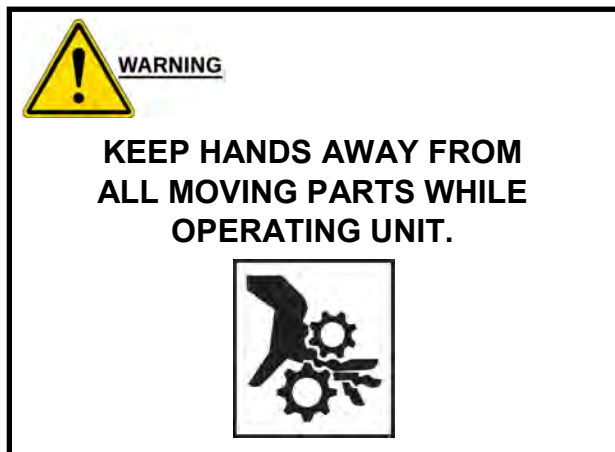 WARNING
KEEP HANDS AWAY FROM
ALL MOVING PARTS WHILE
OPERATING UNIT.